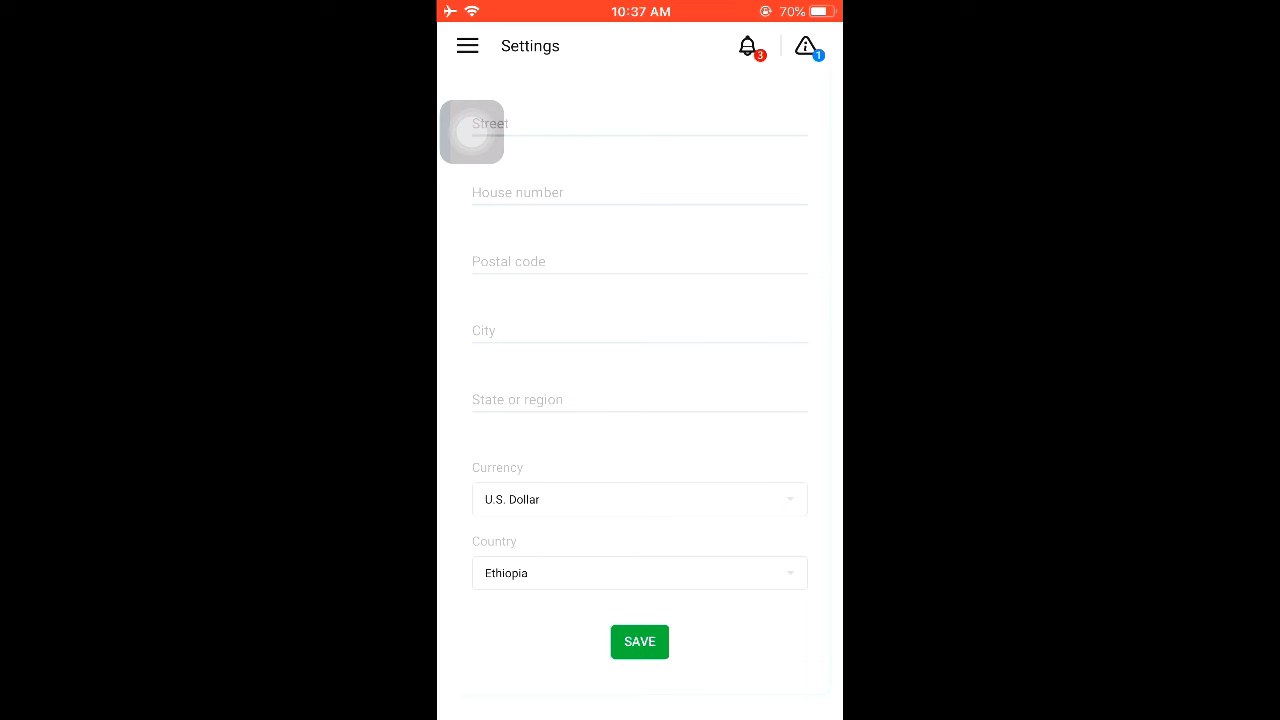 10:37 AM 70%
Settings 3 1
Street
House number
Postal code
City
State or region
Currency
U.S. Dollar
Country
Ethiopia
SAVE